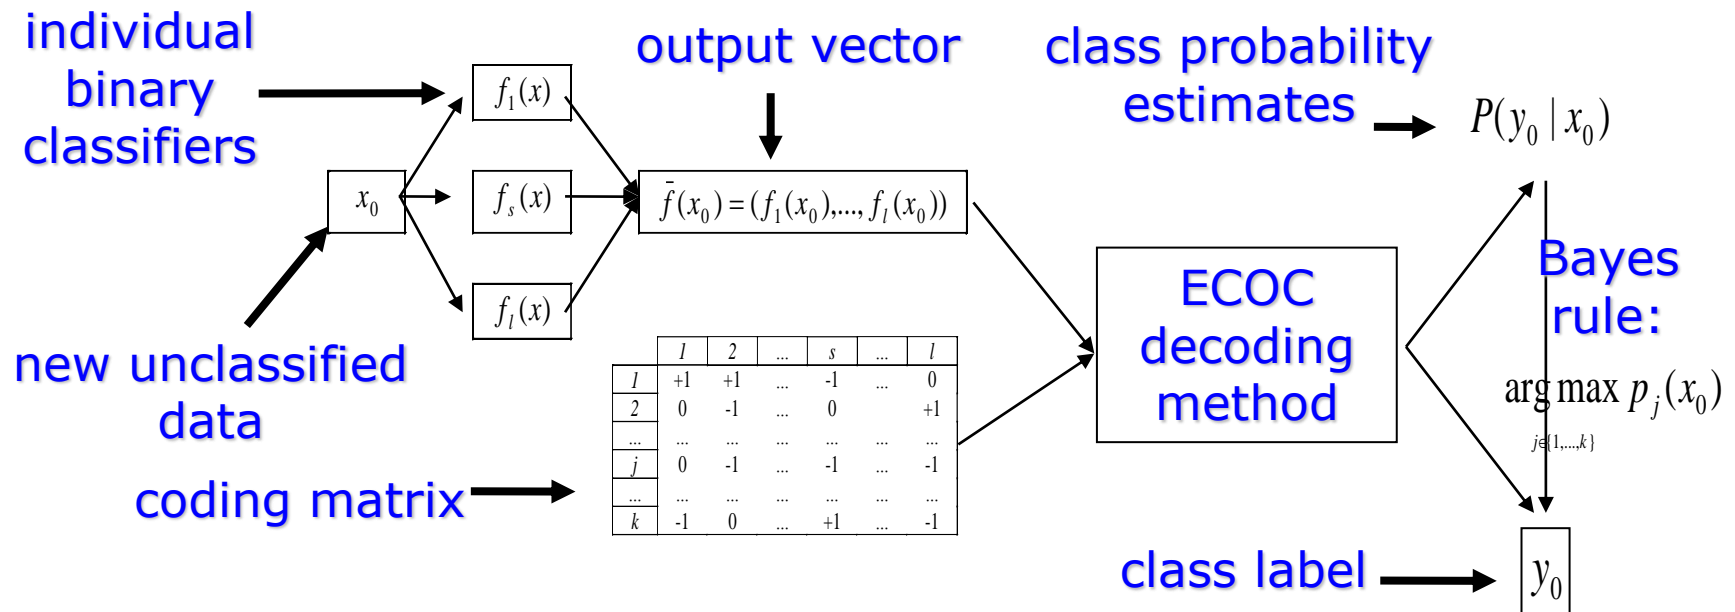 individual
binary
classifiers
output vector
class probability
estimates
P(y₀ | x₀)
f₁(x)
x₀
fₛ(x)
f̄(x₀) = (f₁(x₀),..., fₗ(x₀))
fₗ(x)
new unclassified
data
coding matrix
1 2 ... s ... l
1 +1 +1 ... -1 ... 0
2 0 -1 ... 0 +1
... ... ... ... ... ... ...
j 0 -1 ... -1 ... -1
... ... ... ... ... ... ...
k -1 0 ... +1 ... -1
ECOC
decoding
method
Bayes
rule:
arg max pⱼ(x₀)
j∈{1,...,k}
class label
y₀